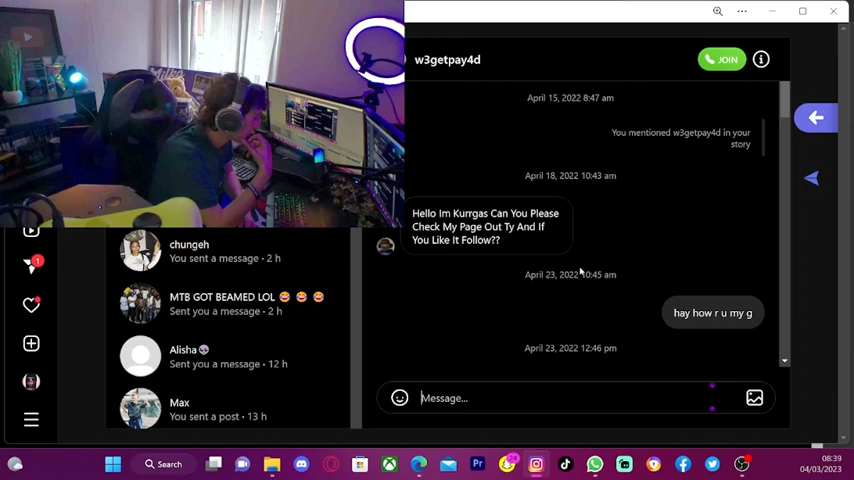 w3getpay4d
JOIN
April 15, 2022 8:47 am
You mentioned w3getpay4d in your
story
April 18, 2022 10:43 am
Hello Im Kurrgas Can You Please
Check My Page Out Ty And If
You Like It Follow??
April 23, 2022 10:45 am
hay how r u my g
April 23, 2022 12:46 pm
Message...
1
chungeh
You sent a message • 2 h
MTB GOT BEAMED LOL 😂 😂 😂
You sent a message • 2 h
Alisha👽
Sent you a message • 12 h
Max
You sent a post • 13 h
Search
Pr
24
08:39
04/03/2023